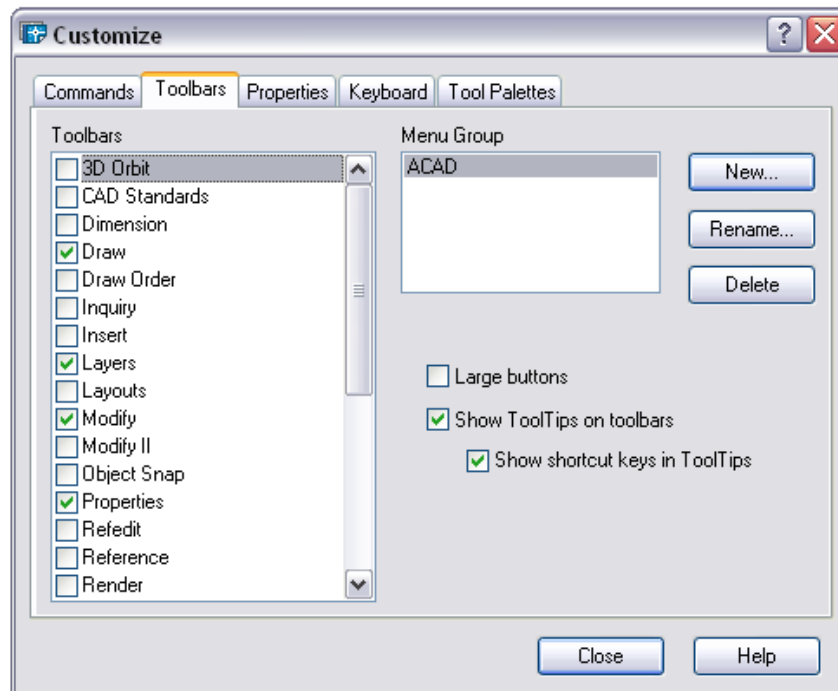 Customize
Commands Toolbars Properties Keyboard Tool Palettes
Toolbars
3D Orbit
CAD Standards
Dimension
Draw
Draw Order
Inquiry
Insert
Layers
Layouts
Modify
Modify II
Object Snap
Properties
Refedit
Reference
Render
Menu Group
ACAD
New...
Rename...
Delete
Large buttons
Show ToolTips on toolbars
Show shortcut keys in ToolTips
Close Help